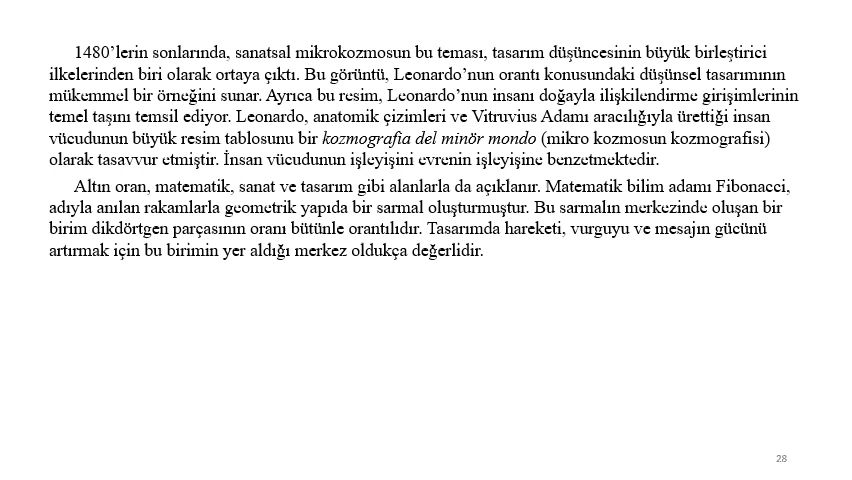 1480’lerin sonlarında, sanatsal mikrokozmosun bu teması, tasarım düşüncesinin büyük birleştirici
ilkelerinden biri olarak ortaya çıktı. Bu görüntü, Leonardo’nun orantı konusundaki düşünsel tasarımının
mükemmel bir örneğini sunar. Ayrıca bu resim, Leonardo’nun insanı doğayla ilişkilendirme girişimlerinin
temel taşını temsil ediyor. Leonardo, anatomik çizimleri ve Vitruvius Adamı aracılığıyla ürettiği insan
vücudunun büyük resim tablosunu bir kozmografia del minör mondo (mikro kozmosun kozmografisi)
olarak tasavvur etmiştir. İnsan vücudunun işleyişini evrenin işleyişine benzetmektedir.
Altın oran, matematik, sanat ve tasarım gibi alanlarla da açıklanır. Matematik bilim adamı Fibonacci,
adıyla anılan rakamlarla geometrik yapıda bir sarmal oluşturmuştur. Bu sarmalın merkezinde oluşan bir
birim dikdörtgen parçasının oranı bütünle orantılıdır. Tasarımda hareketi, vurguyu ve mesajın gücünü
artırmak için bu birimin yer aldığı merkez oldukça değerlidir.
28